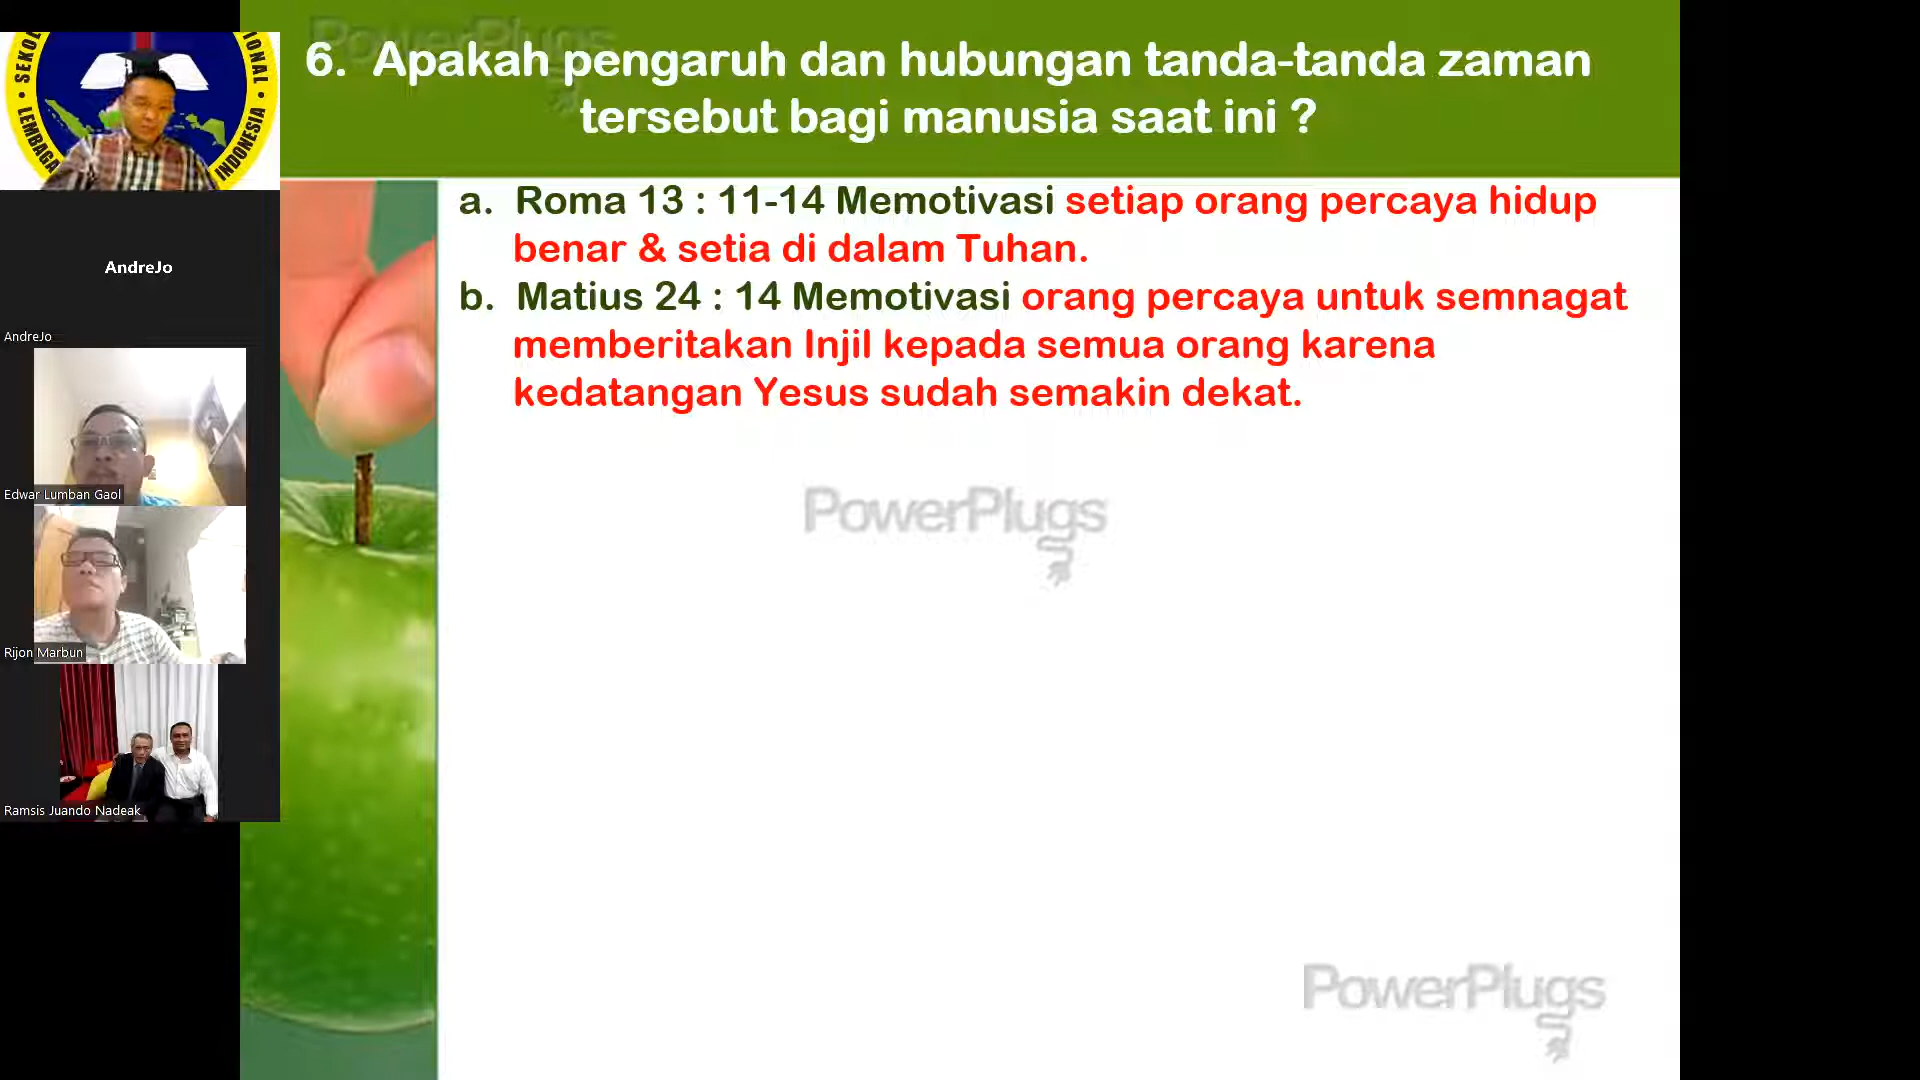 6. Apakah pengaruh dan hubungan tanda-tanda zaman
tersebut bagi manusia saat ini ?
a. Roma 13 : 11-14 Memotivasi setiap orang percaya hidup
benar & setia di dalam Tuhan.
b. Matius 24 : 14 Memotivasi orang percaya untuk semnagat
memberitakan Injil kepada semua orang karena
kedatangan Yesus sudah semakin dekat.
PowerPlugs
PowerPlugs
PowerPlugs
LEMBAGA
INDONESIA
AndreJo
AndreJo
Edwar Lumban Gaol
Rijon Marbun
Ramsis Juando Nadeak